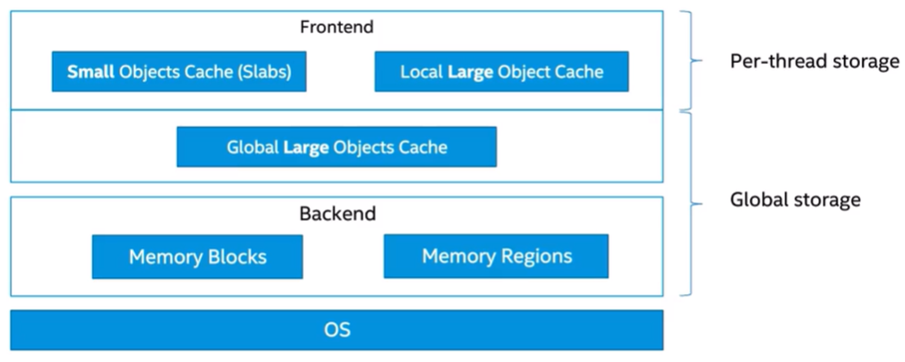 Frontend
Small Objects Cache (Slabs)
Local Large Object Cache
Per-thread storage
Global Large Objects Cache
Global storage
Backend
Memory Blocks
Memory Regions
OS